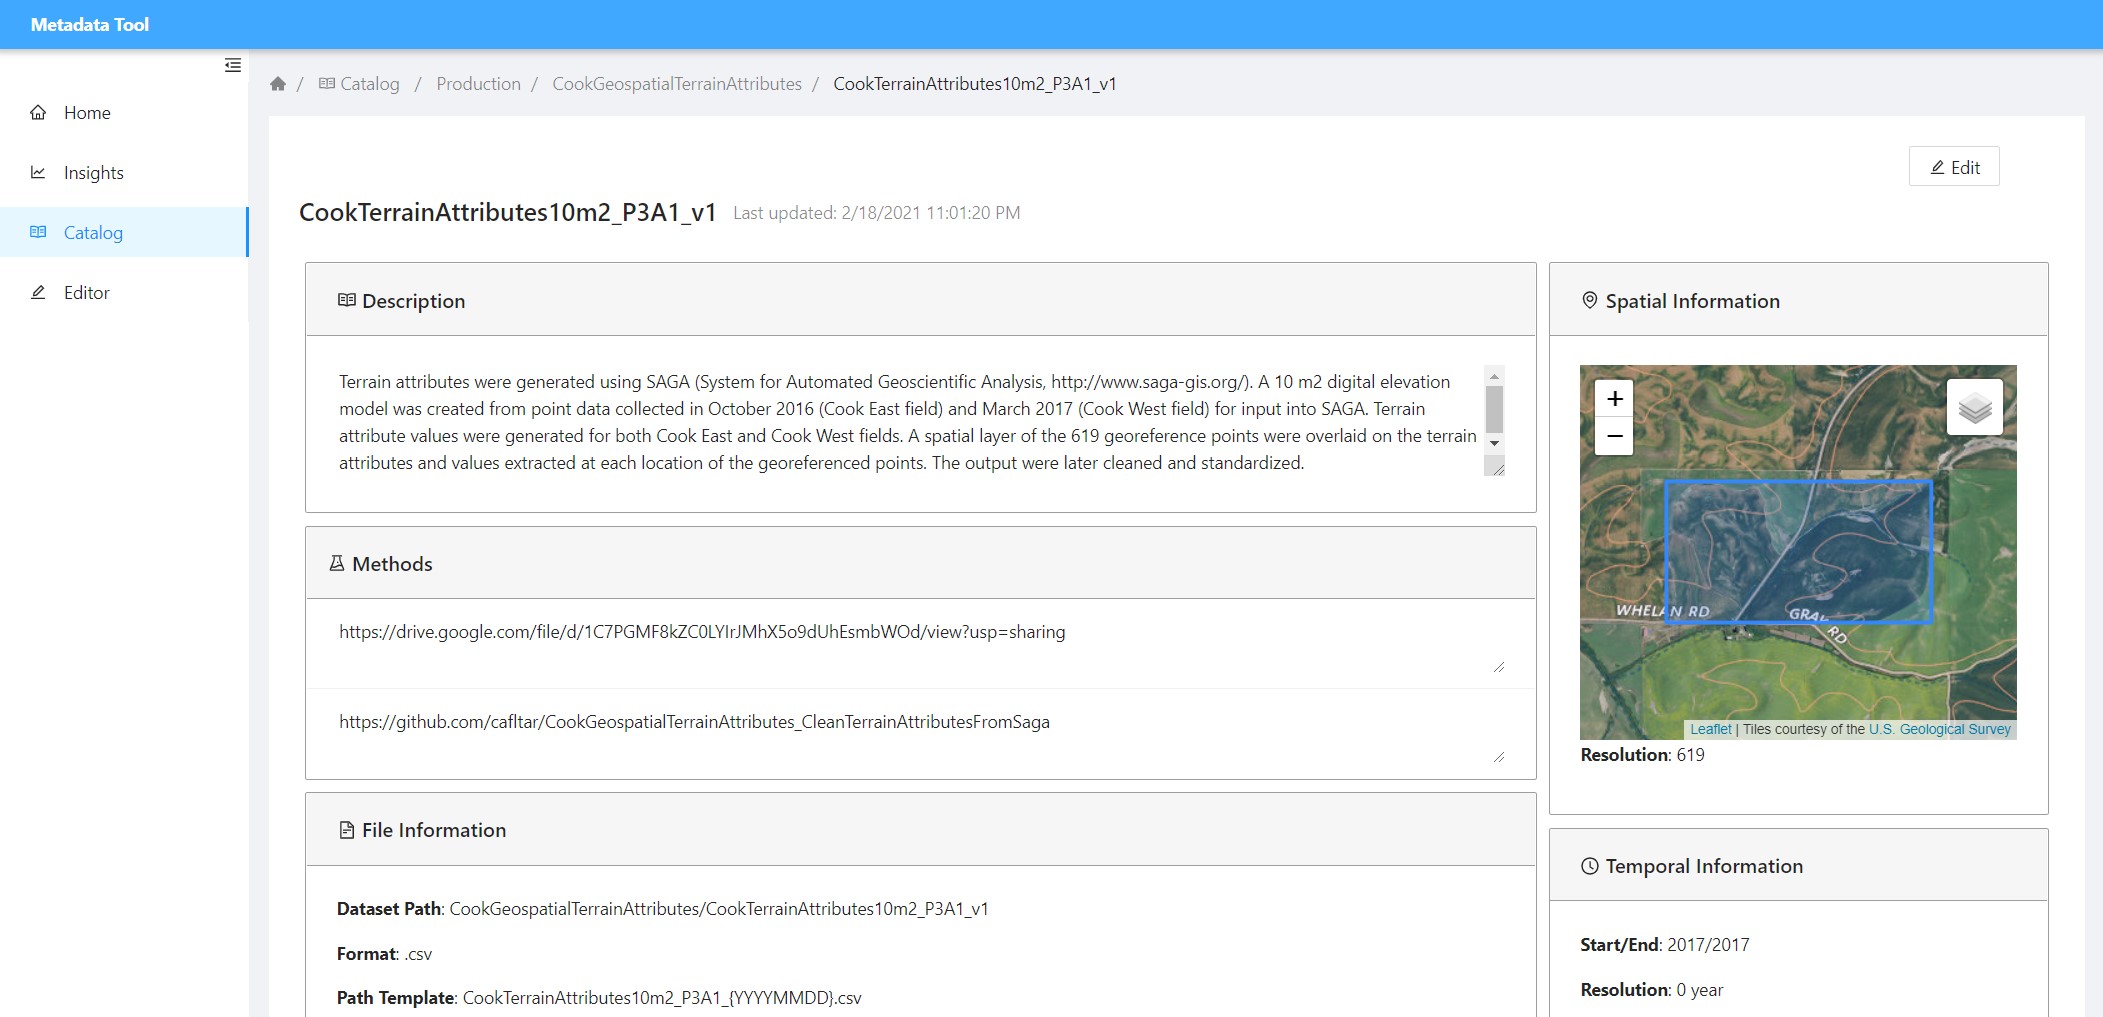 Metadata Tool
Home
Insights
Catalog
Editor
/ Catalog / Production / CookGeospatialTerrainAttributes / CookTerrainAttributes10m2_P3A1_v1
Edit
CookTerrainAttributes10m2_P3A1_v1 Last updated: 2/18/2021 11:01:20 PM
Description
Terrain attributes were generated using SAGA (System for Automated Geoscientific Analysis, http://www.saga-gis.org/). A 10 m2 digital elevation
model was created from point data collected in October 2016 (Cook East field) and March 2017 (Cook West field) for input into SAGA. Terrain
attribute values were generated for both Cook East and Cook West fields. A spatial layer of the 619 georeference points were overlaid on the terrain
attributes and values extracted at each location of the georeferenced points. The output were later cleaned and standardized.
Methods
https://drive.google.com/file/d/1C7PGMF8kZC0LYIrJMhX5o9dUhEsmbWOd/view?usp=sharing
https://github.com/cafltar/CookGeospatialTerrainAttributes_CleanTerrainAttributesFromSaga
File Information
Dataset Path: CookGeospatialTerrainAttributes/CookTerrainAttributes10m2_P3A1_v1
Format: .csv
Path Template: CookTerrainAttributes10m2_P3A1_{YYYYMMDD}.csv
Spatial Information
+
−
WHELAN RD
GRAY RD
Leaflet | Tiles courtesy of the U.S. Geological Survey
Resolution: 619
Temporal Information
Start/End: 2017/2017
Resolution: 0 year